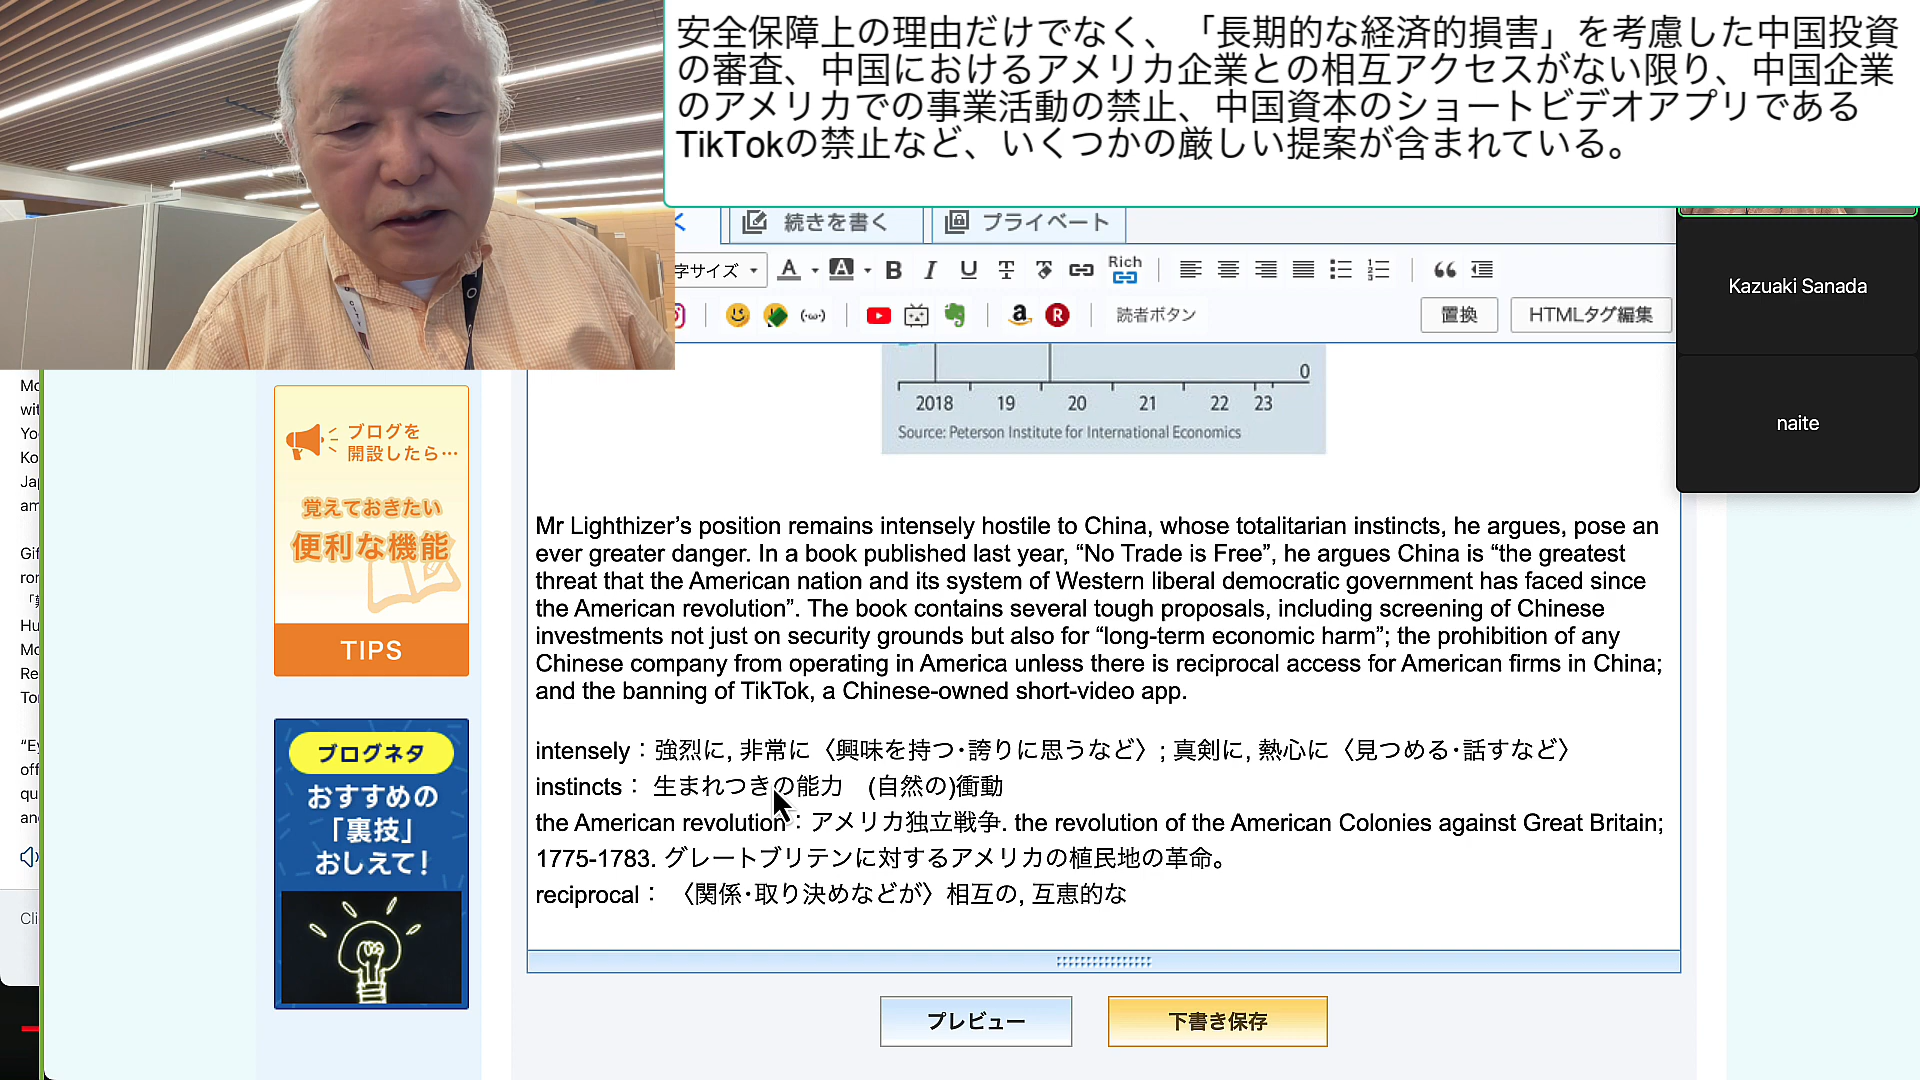 安全保障上の理由だけでなく、「長期的な経済的損害」を考慮した中国投資
の審査、中国におけるアメリカ企業との相互アクセスがない限り、中国企業
のアメリカでの事業活動の禁止、中国資本のショートビデオアプリである
TikTokの禁止など、いくつかの厳しい提案が含まれている。
続きを書く
プライベート
字サイズ
Rich
読者ボタン
置換
HTMLタグ編集
Kazuaki Sanada
naite
0
2018 19 20 21 22 23
Source: Peterson Institute for International Economics
ブログを
開設したら…
覚えておきたい
便利な機能
TIPS
ブログネタ
おすすめの
「裏技」
おしえて!
Mr Lighthizer’s position remains intensely hostile to China, whose totalitarian instincts, he argues, pose an
ever greater danger. In a book published last year, “No Trade is Free”, he argues China is “the greatest
threat that the American nation and its system of Western liberal democratic government has faced since
the American revolution”. The book contains several tough proposals, including screening of Chinese
investments not just on security grounds but also for “long-term economic harm”; the prohibition of any
Chinese company from operating in America unless there is reciprocal access for American firms in China;
and the banning of TikTok, a Chinese-owned short-video app.
intensely：強烈に, 非常に〈興味を持つ･誇りに思うなど〉; 真剣に, 熱心に〈見つめる･話すなど〉
instincts： 生まれつきの能力　(自然の)衝動
the American revolution：アメリカ独立戦争. the revolution of the American Colonies against Great Britain;
1775-1783. グレートブリテンに対するアメリカの植民地の革命。
reciprocal： 〈関係･取り決めなどが〉相互の, 互恵的な
プレビュー
下書き保存